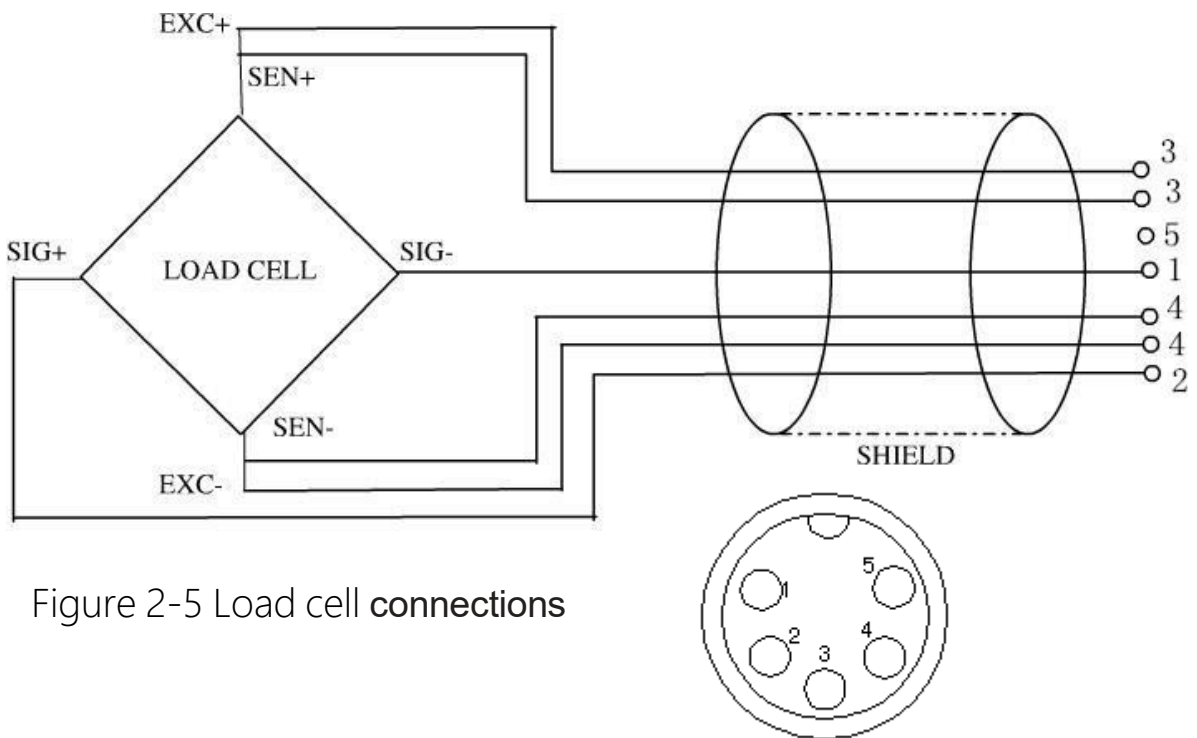 EXC+
SEN+
3
3
SIG+
SIG-
5
LOAD CELL
1
4
4
2
SEN-
SHIELD
EXC-
Figure 2-5 Load cell connections
1
5
2
4
3